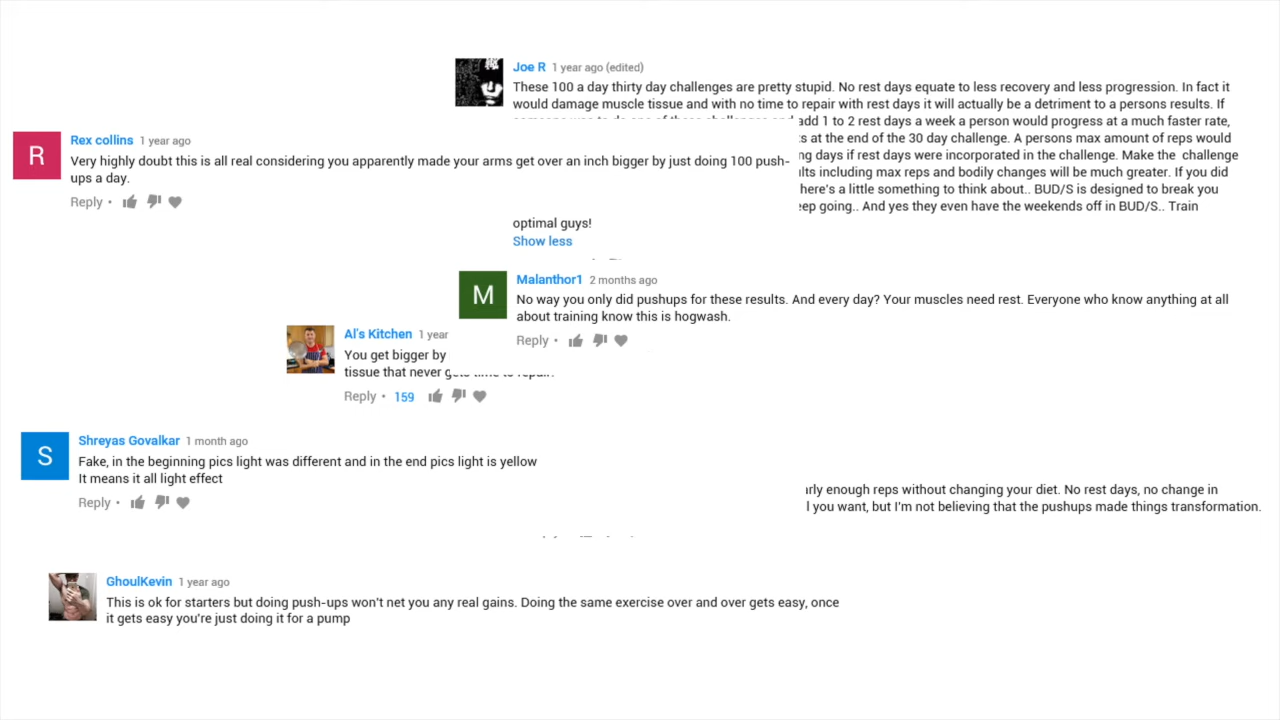 Joe R 1 year ago (edited)
These 100 a day thirty day challenges are pretty stupid. No rest days equate to less recovery and less progression. In fact it
would damage muscle tissue and with no time to repair with rest days it will actually be a detriment to a persons results. If
add 1 to 2 rest days a week a person would progress at a much faster rate,
s at the end of the 30 day challenge. A persons max amount of reps would
ng days if rest days were incorporated in the challenge. Make the challenge
lts including max reps and bodily changes will be much greater. If you did
here's a little something to think about.. BUD/S is designed to break you
ep going.. And yes they even have the weekends off in BUD/S.. Train
optimal guys!
Show less
R
Rex collins 1 year ago
Very highly doubt this is all real considering you apparently made your arms get over an inch bigger by just doing 100 push-
ups a day.
Reply •
M
Malanthor1 2 months ago
No way you only did pushups for these results. And every day? Your muscles need rest. Everyone who know anything at all
about training know this is hogwash.
Reply •
Al's Kitchen 1 year
You get bigger by
tissue that never gets time to repair.
Reply • 159
S
Shreyas Govalkar 1 month ago
Fake, in the beginning pics light was different and in the end pics light is yellow
It means it all light effect
Reply •
rly enough reps without changing your diet. No rest days, no change in
l you want, but I'm not believing that the pushups made things transformation.
GhoulKevin 1 year ago
This is ok for starters but doing push-ups won't net you any real gains. Doing the same exercise over and over gets easy, once
it gets easy you're just doing it for a pump